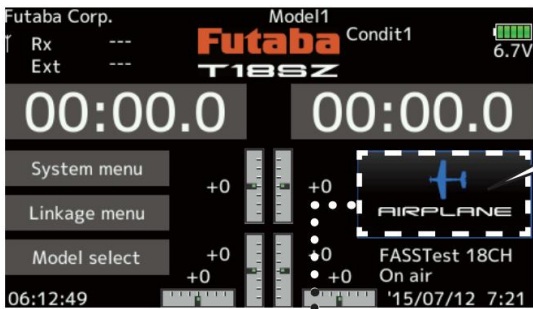 Futaba Corp.
Model1
Rx ---
Ext ---
Futaba
T18SZ
Condit1
6.7V
00:00.0
00:00.0
System menu
Linkage menu
Model select
+0
+0
AIRPLANE
+0
+0
+0
+0
FASSTest 18CH
On air
06:12:49
'15/07/12 7:21